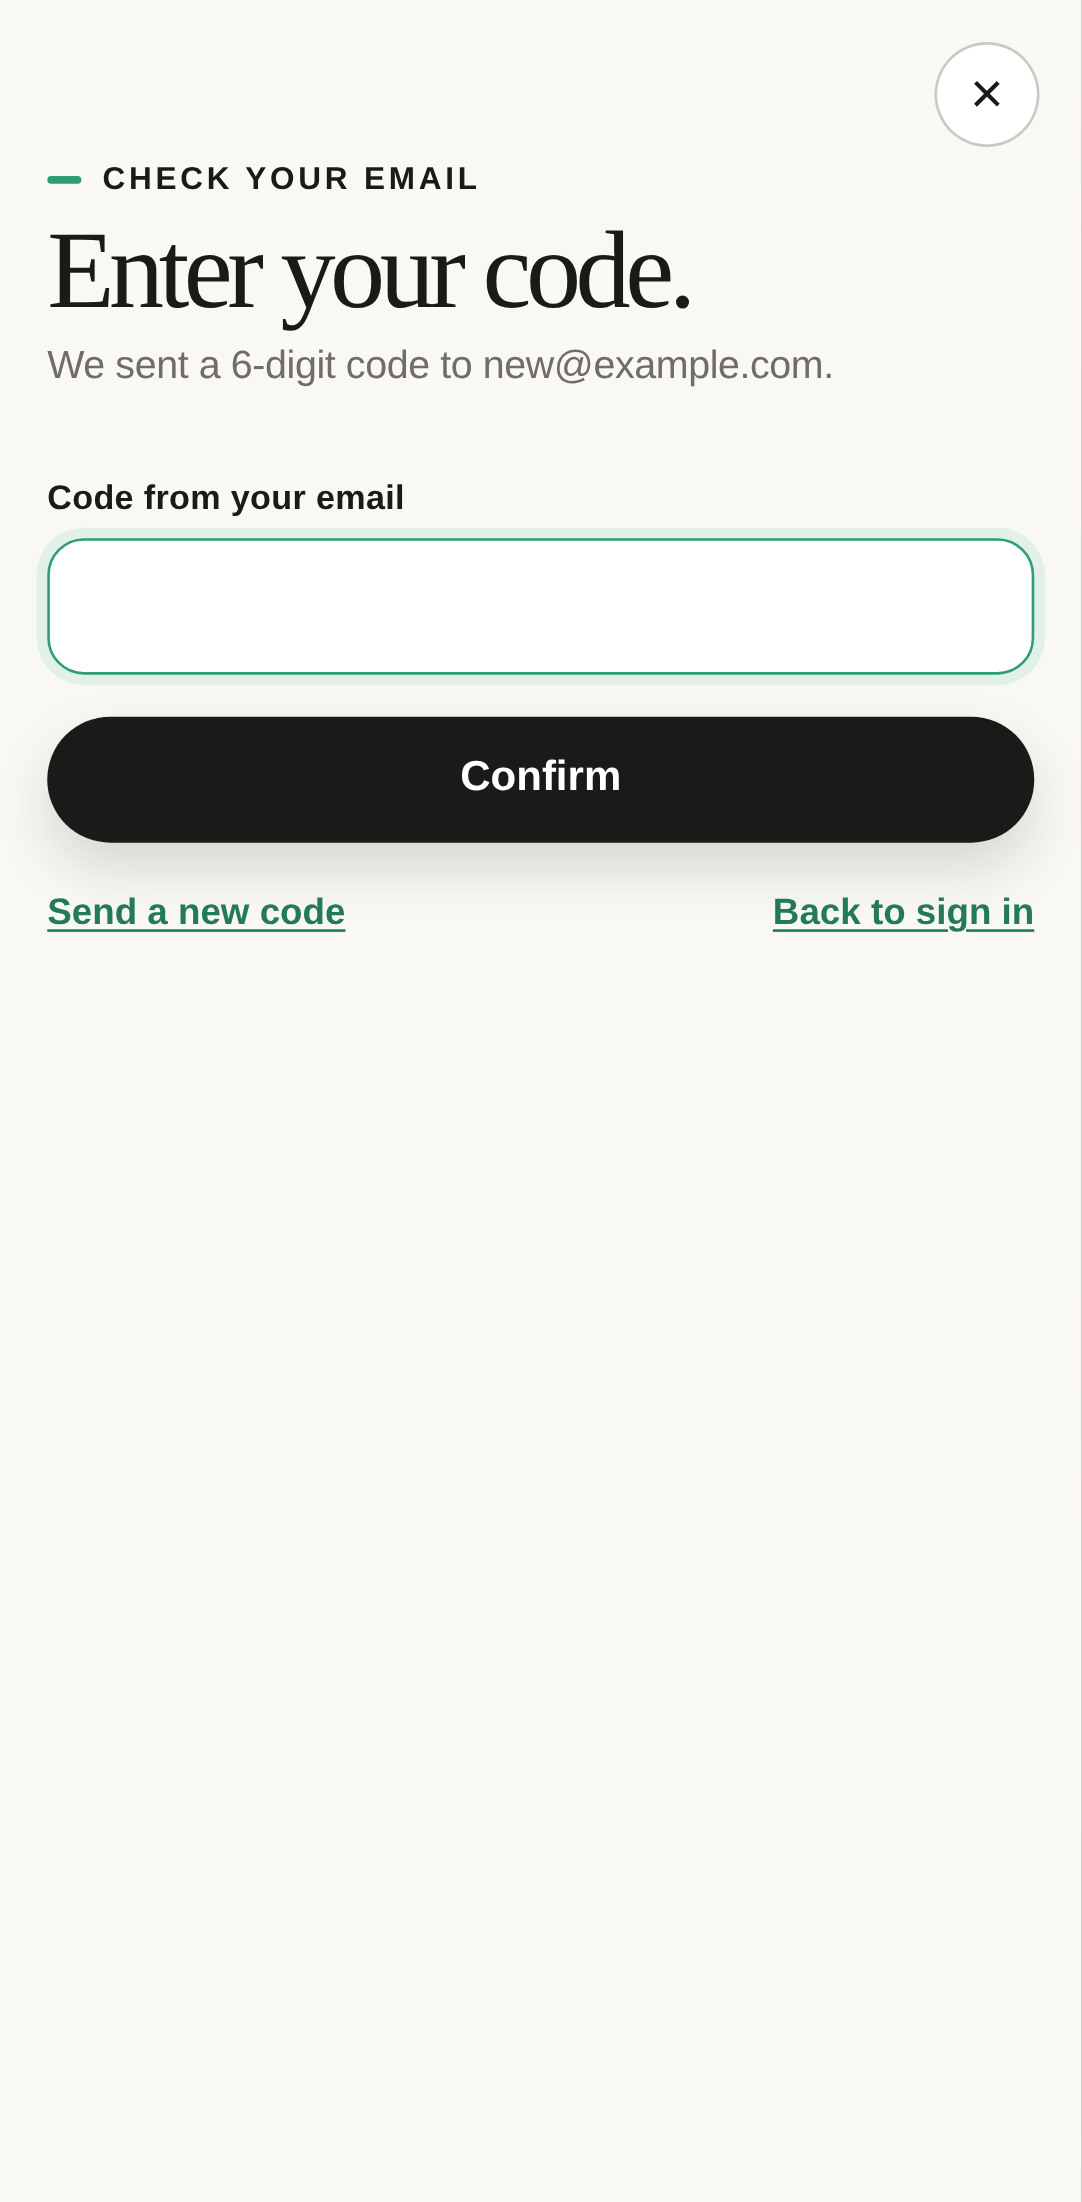 CHECK YOUR EMAIL
Enter your code.
We sent a 6-digit code to new@example.com.
Code from your email
Confirm
Send a new code
Back to sign in